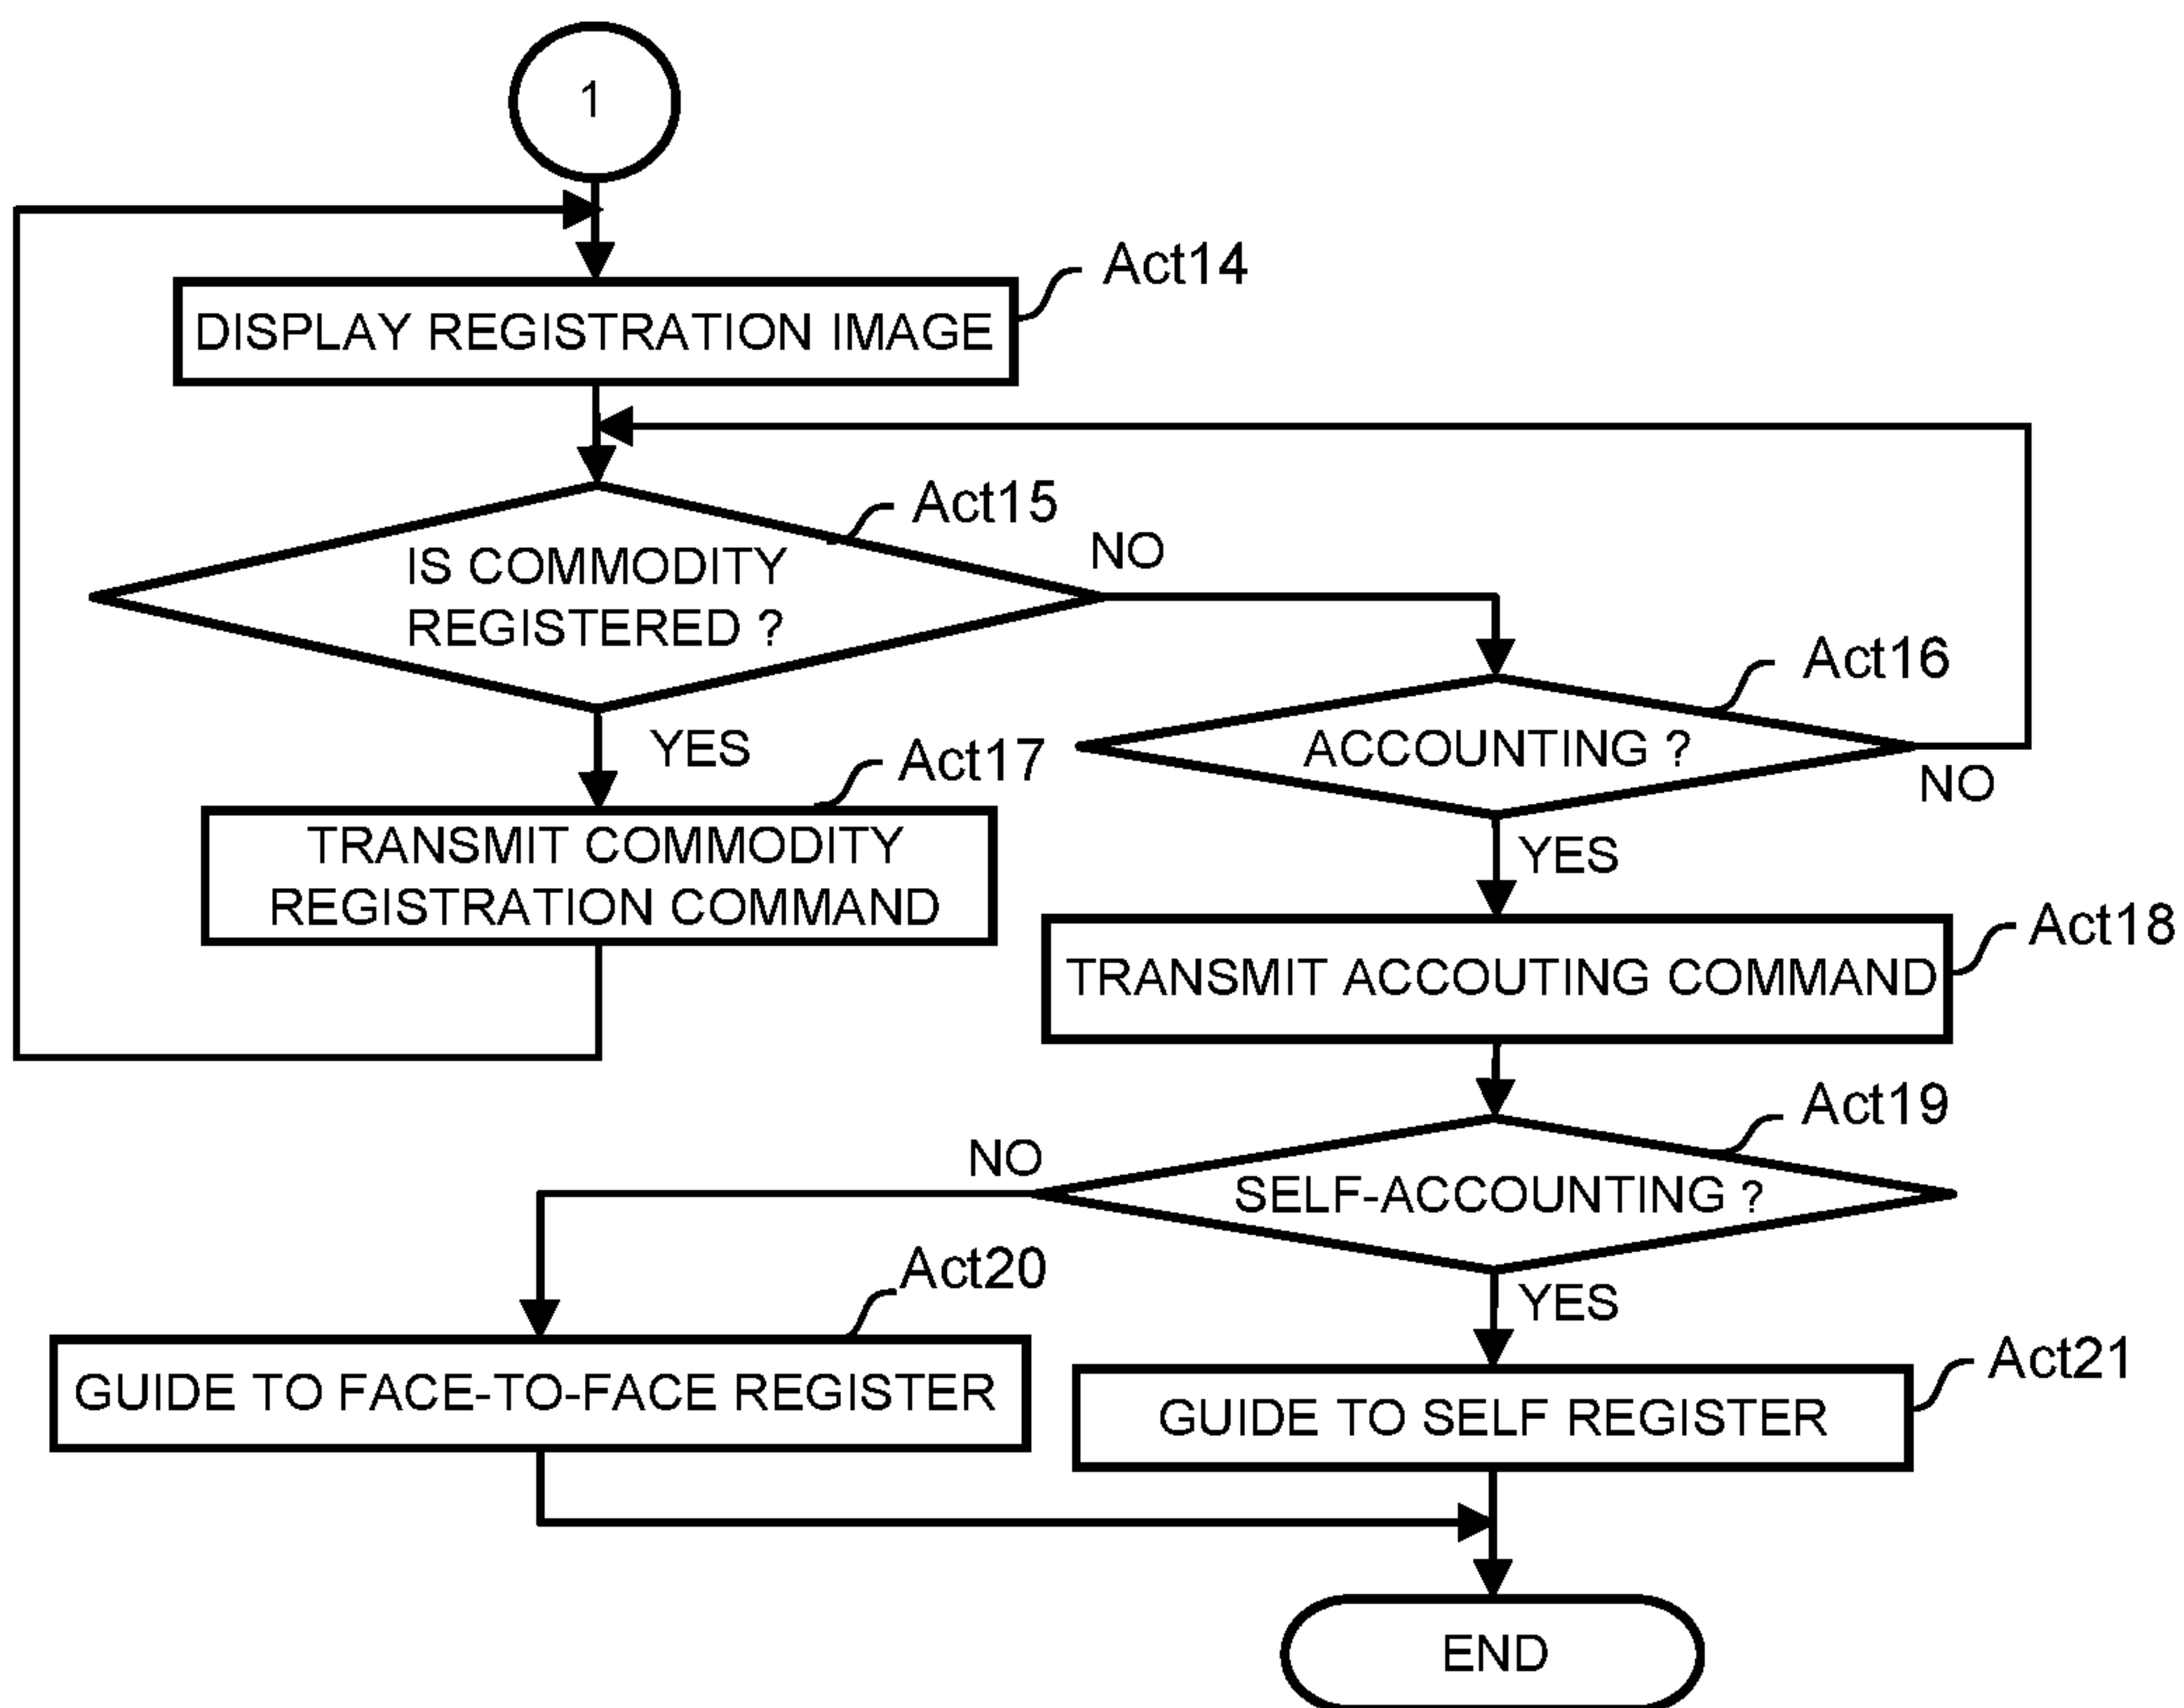 1
Act14
DISPLAY REGISTRATION IMAGE
Act15
NO
IS COMMODITY
REGISTERED ?
Act16
ACCOUNTING ?
NO
YES
Act17
TRANSMIT COMMODITY
REGISTRATION COMMAND
YES
Act18
TRANSMIT ACCOUTING COMMAND
Act19
NO
SELF-ACCOUNTING ?
Act20
YES
GUIDE TO FACE-TO-FACE REGISTER
Act21
GUIDE TO SELF REGISTER
END